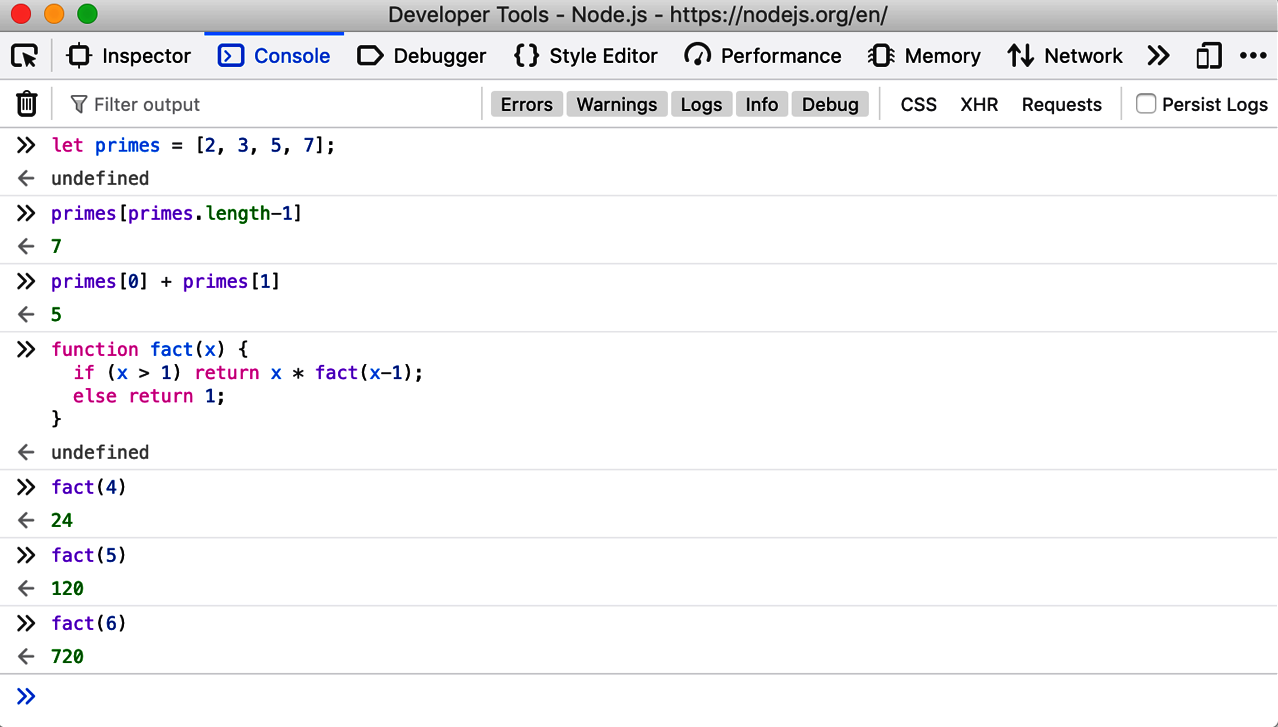 Developer Tools - Node.js - https://nodejs.org/en/
Inspector Console Debugger {} Style Editor Performance Memory Network
Filter output Errors Warnings Logs Info Debug CSS XHR Requests Persist Logs
let primes = [2, 3, 5, 7];
undefined
primes[primes.length-1]
7
primes[0] + primes[1]
5
function fact(x) {
  if (x > 1) return x * fact(x-1);
  else return 1;
}
undefined
fact(4)
24
fact(5)
120
fact(6)
720